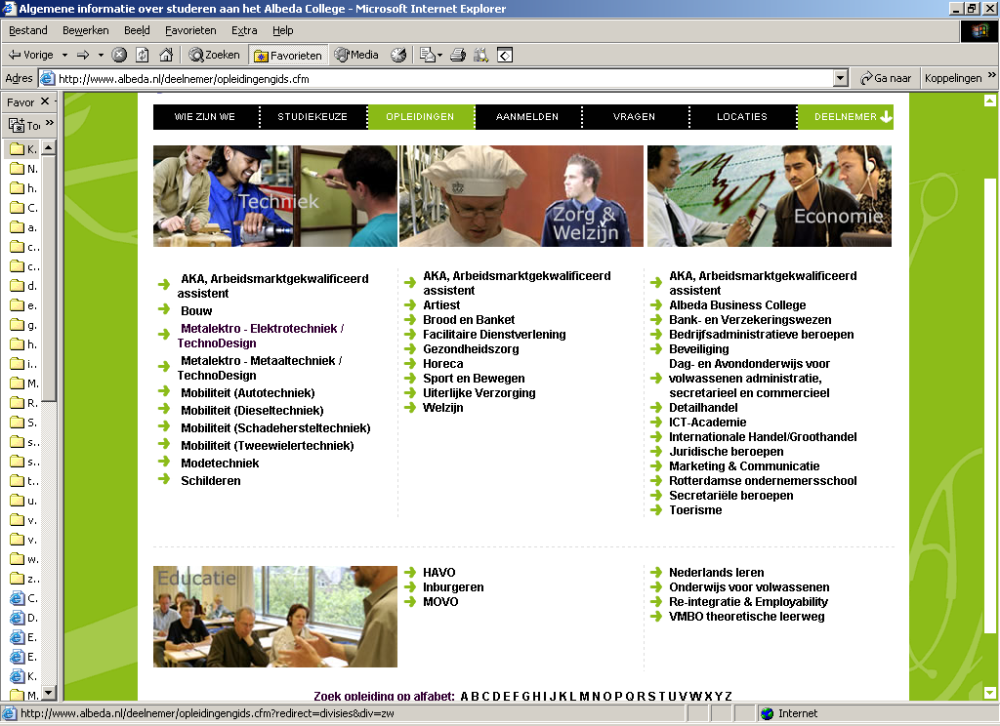 Algemene informatie over studeren aan het Albeda College - Microsoft Internet Explorer
Bestand Bewerken Beeld Favorieten Extra Help
Vorige Zoeken Favorieten Media
Adres http://www.albeda.nl/deelnemer/opleidingengids.cfm Ga naar Koppelingen »
Favor
To »
K.
N.
h.
C.
a.
c..
c..
d.
e.
g.
h.
i..
M.
R.
S.
s..
s..
t..
u.
v.
v.
w.
z..
C.
D.
E.
E.
K.
M.
WIE ZIJN WE STUDIEKEUZE OPLEIDINGEN AANMELDEN VRAGEN LOCATIES DEELNEMER
Techniek
Zorg &
Welzijn
Economie
AKA, Arbeidsmarktgekwalificeerd
assistent
Bouw
Metalektro - Elektrotechniek /
TechnoDesign
Metalektro - Metaaltechniek /
TechnoDesign
Mobiliteit (Autotechniek)
Mobiliteit (Dieseltechniek)
Mobiliteit (Schadehersteltechniek)
Mobiliteit (Tweewielertechniek)
Modetechniek
Schilderen
AKA, Arbeidsmarktgekwalificeerd
assistent
Artiest
Brood en Banket
Facilitaire Dienstverlening
Gezondheidszorg
Horeca
Sport en Bewegen
Uiterlijke Verzorging
Welzijn
AKA, Arbeidsmarktgekwalificeerd
assistent
Albeda Business College
Bank- en Verzekeringswezen
Bedrijfsadministratieve beroepen
Beveiliging
Dag- en Avondonderwijs voor
volwassenen administratie,
secretarieel en commercieel
Detailhandel
ICT-Academie
Internationale Handel/Groothandel
Juridische beroepen
Marketing & Communicatie
Rotterdamse ondernemersschool
Secretariële beroepen
Toerisme
Educatie
HAVO
Inburgeren
MOVO
Nederlands leren
Onderwijs voor volwassenen
Re-integratie & Employability
VMBO theoretische leerweg
Zoek opleiding op alfabet: A B C D E F G H I J K L M N O P Q R S T U V W X Y Z
http://www.albeda.nl/deelnemer/opleidingengids.cfm?redirect=divisies&div=zw Internet